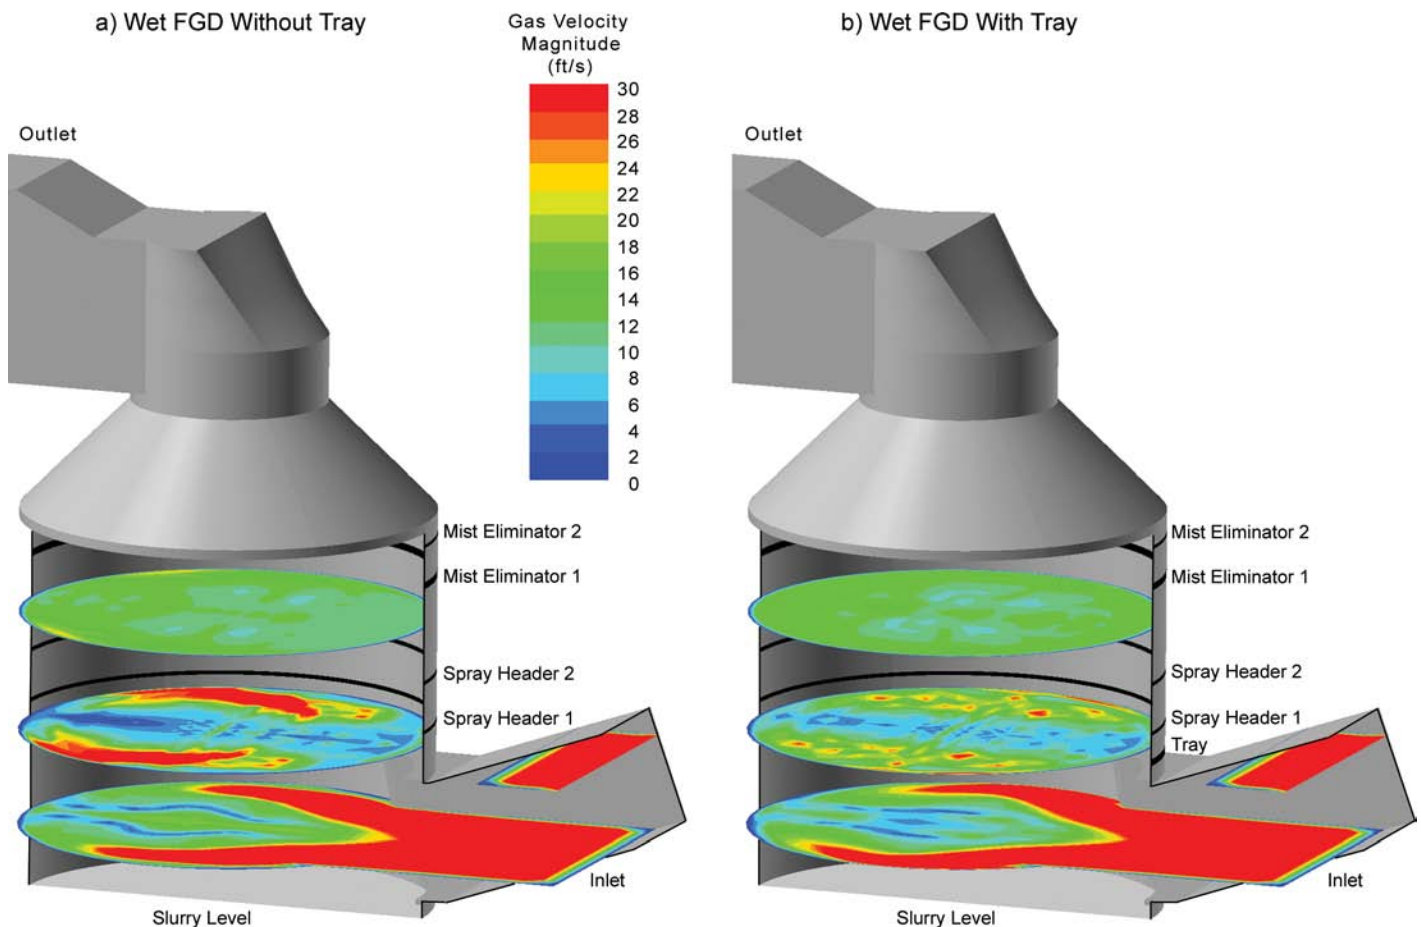 a) Wet FGD Without Tray
Gas Velocity
Magnitude
(ft/s)
30
28
26
24
22
20
18
16
14
12
10
8
6
4
2
0
Outlet
Mist Eliminator 2
Mist Eliminator 1
Spray Header 2
Spray Header 1
Inlet
Slurry Level
b) Wet FGD With Tray
Outlet
Mist Eliminator 2
Mist Eliminator 1
Spray Header 2
Spray Header 1
Tray
Inlet
Slurry Level